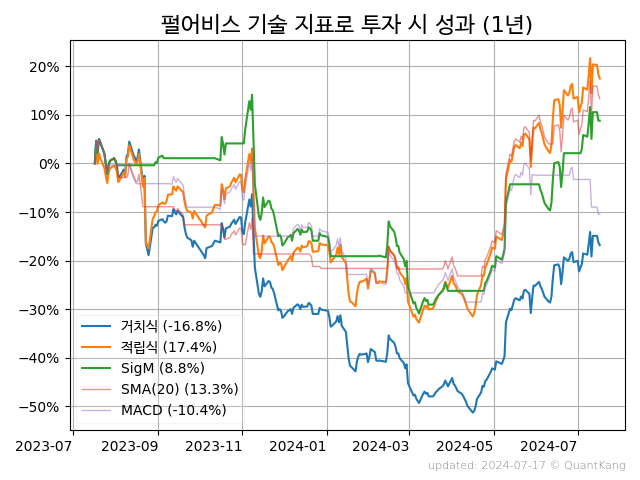 펄어비스 기술 지표로 투자 시 성과 (1년)
20%
10%
0%
−10%
−20%
−30%
−40%
−50%
거치식 (-16.8%)
적립식 (17.4%)
SigM (8.8%)
SMA(20) (13.3%)
MACD (-10.4%)
2023-07 2023-09 2023-11 2024-01 2024-03 2024-05 2024-07
updated: 2024-07-17 © QuantKang